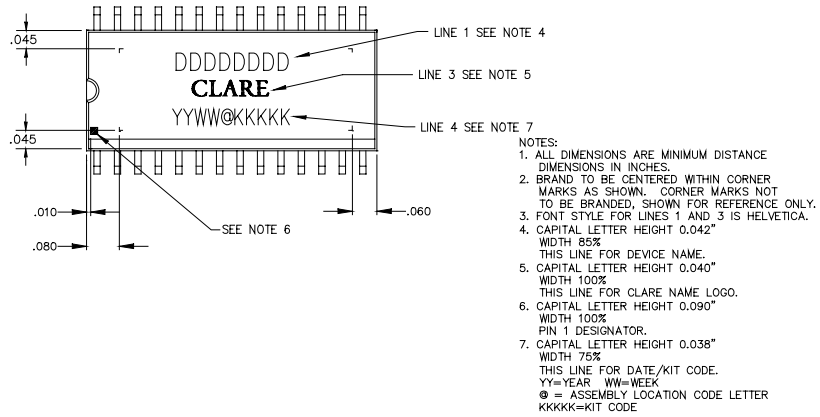 .045
LINE 1 SEE NOTE 4
DDDDDDDD
CLARE
LINE 3 SEE NOTE 5
YYWW@KKKKK
LINE 4 SEE NOTE 7
.045
.010
.060
SEE NOTE 6
.080
NOTES:
1. ALL DIMENSIONS ARE MINIMUM DISTANCE
DIMENSIONS IN INCHES.
2. BRAND TO BE CENTERED WITHIN CORNER
MARKS AS SHOWN. CORNER MARKS NOT
TO BE BRANDED, SHOWN FOR REFERENCE ONLY.
3. FONT STYLE FOR LINES 1 AND 3 IS HELVETICA.
4. CAPITAL LETTER HEIGHT 0.042"
WIDTH 85%
THIS LINE FOR DEVICE NAME.
5. CAPITAL LETTER HEIGHT 0.040"
WIDTH 100%
THIS LINE FOR CLARE NAME LOGO.
6. CAPITAL LETTER HEIGHT 0.090"
WIDTH 100%
PIN 1 DESIGNATOR.
7. CAPITAL LETTER HEIGHT 0.038"
WIDTH 75%
THIS LINE FOR DATE/KIT CODE.
YY=YEAR WW=WEEK
@ = ASSEMBLY LOCATION CODE LETTER
KKKKK=KIT CODE